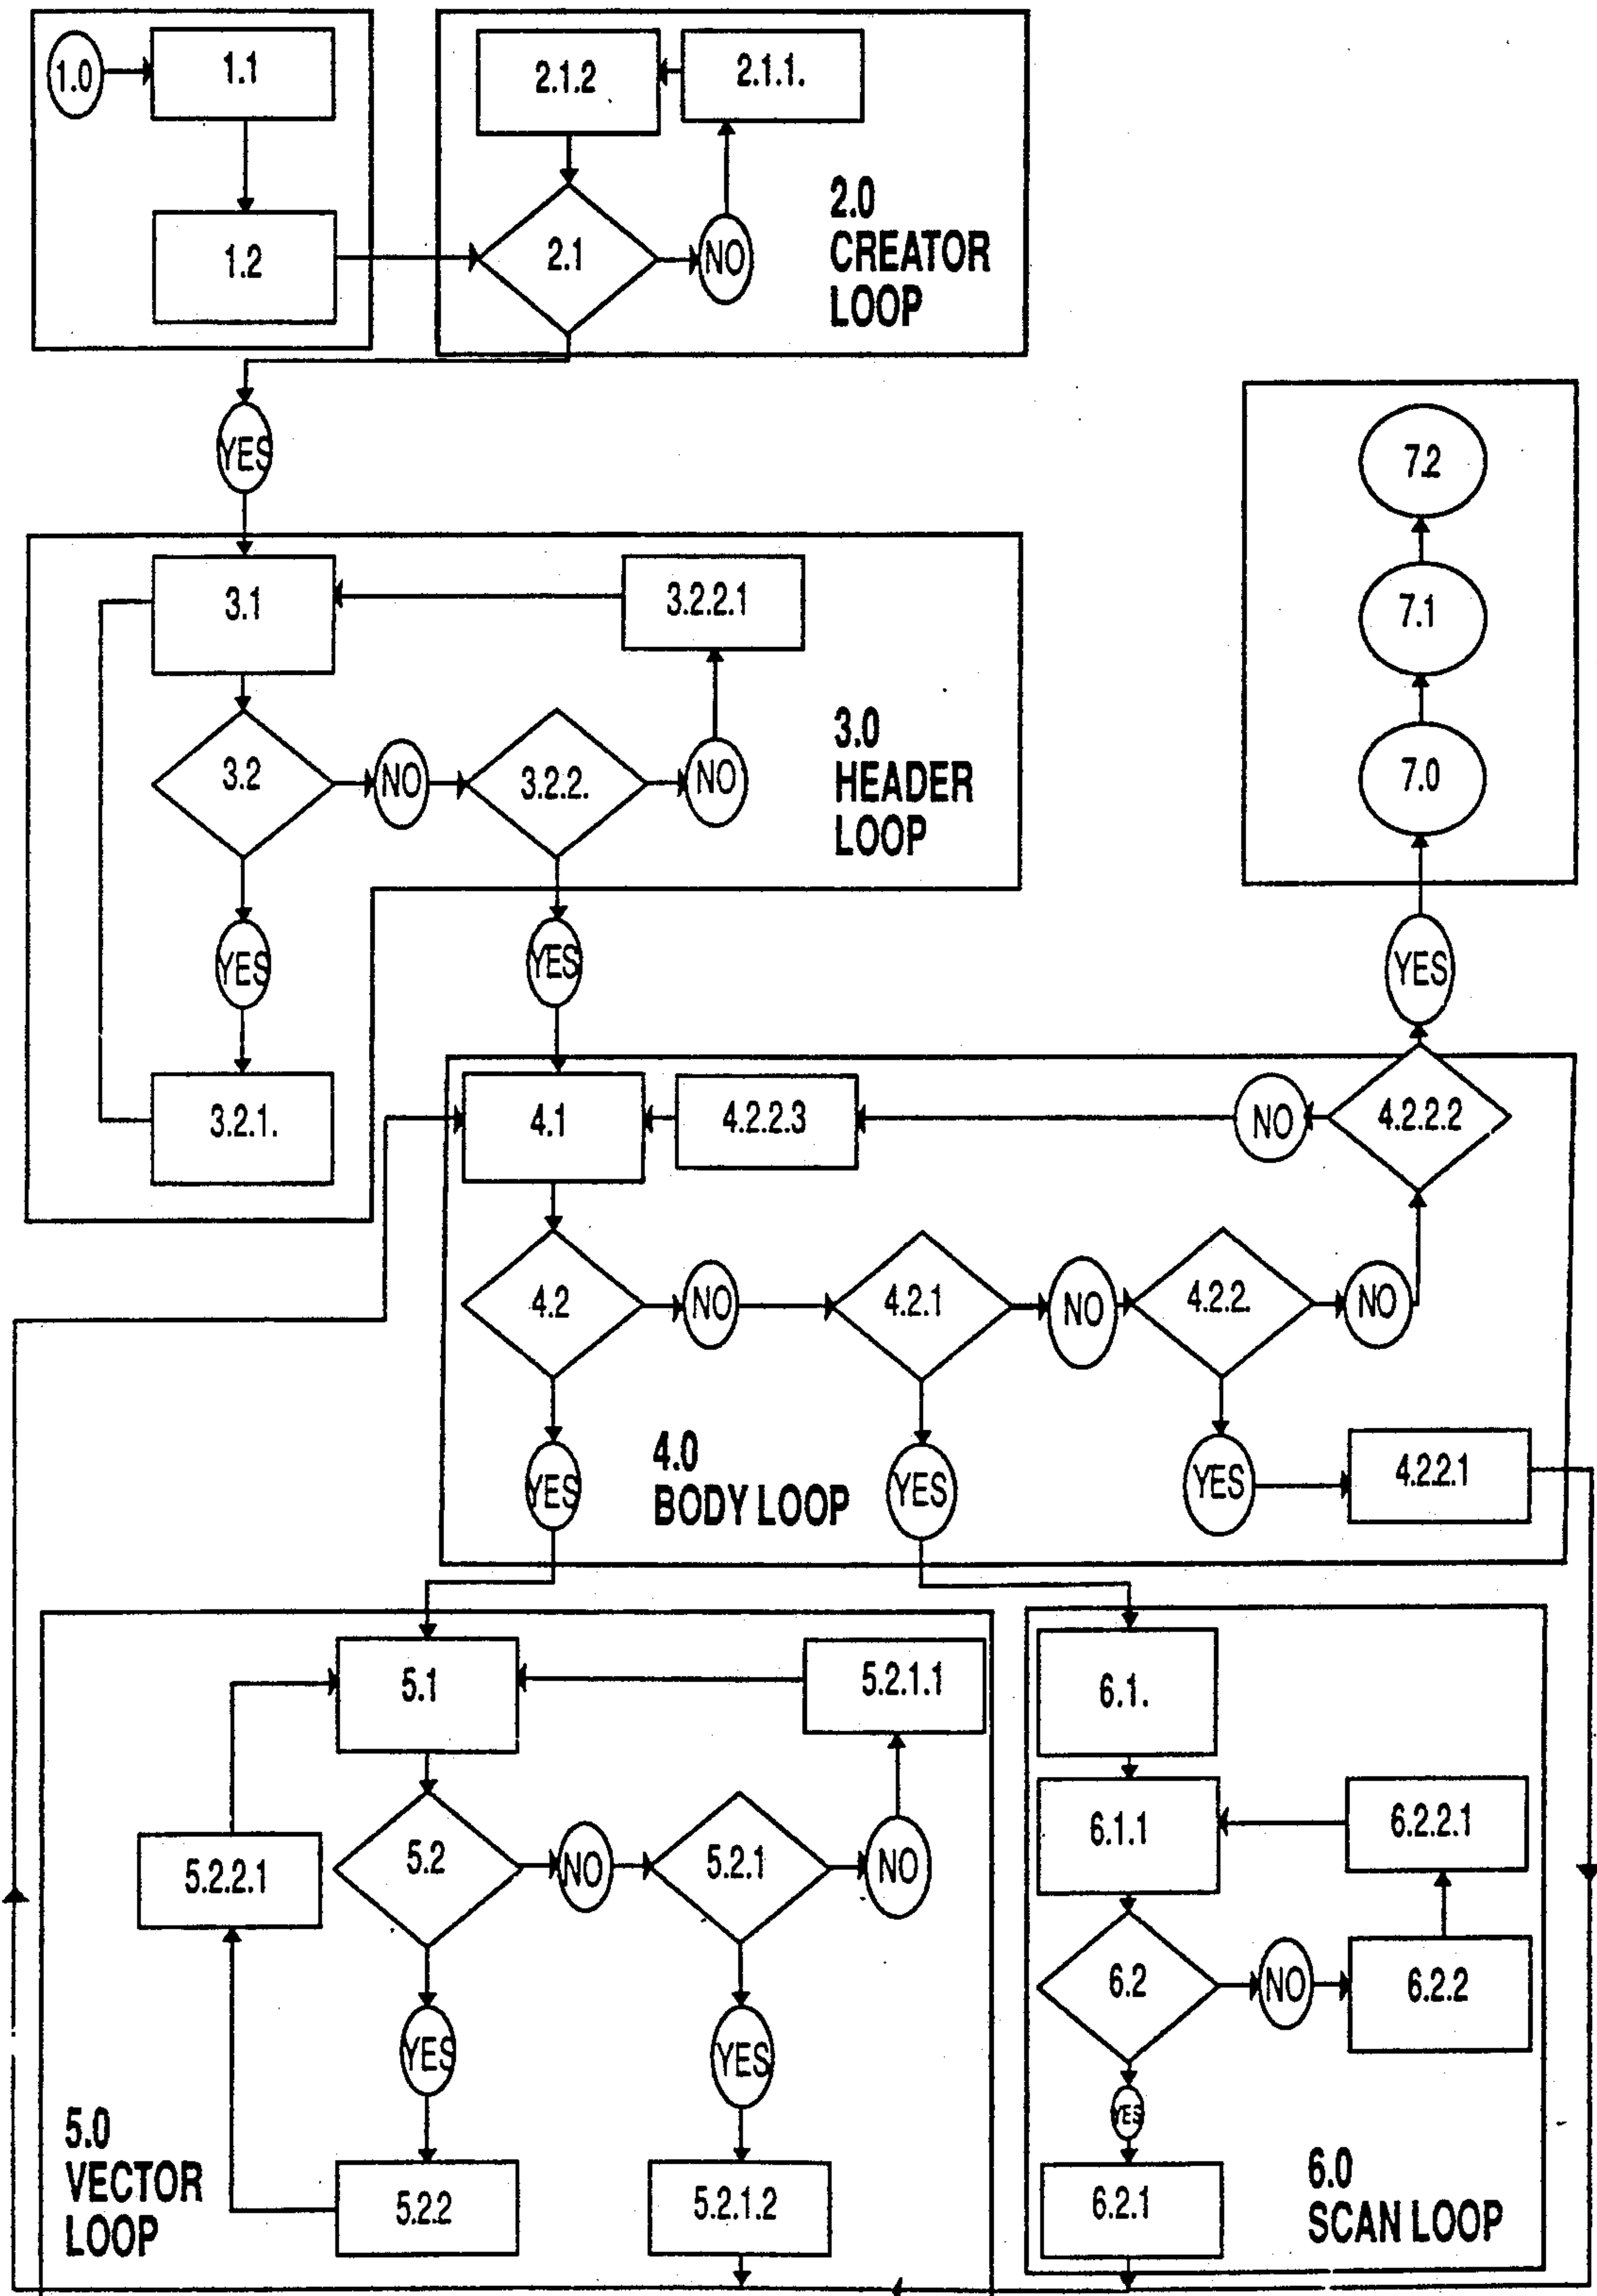 1.0
1.1
1.2
2.1.2
2.1.1.
2.1
NO
2.0
CREATOR
LOOP
YES
3.1
3.2.2.1
3.2
NO
3.2.2.
NO
3.0
HEADER
LOOP
YES
YES
3.2.1.
7.2
7.1
7.0
YES
4.1
4.2.2.3
NO
4.2.2.2
4.2
NO
4.2.1
NO
4.2.2.
NO
YES
4.0
BODY LOOP
YES
YES
4.2.2.1
5.1
5.2.1.1
5.2.2.1
5.2
NO
5.2.1
NO
YES
YES
5.0
VECTOR
LOOP
5.2.2
5.2.1.2
6.1.
6.1.1
6.2.2.1
6.2
NO
6.2.2
YES
6.2.1
6.0
SCAN LOOP